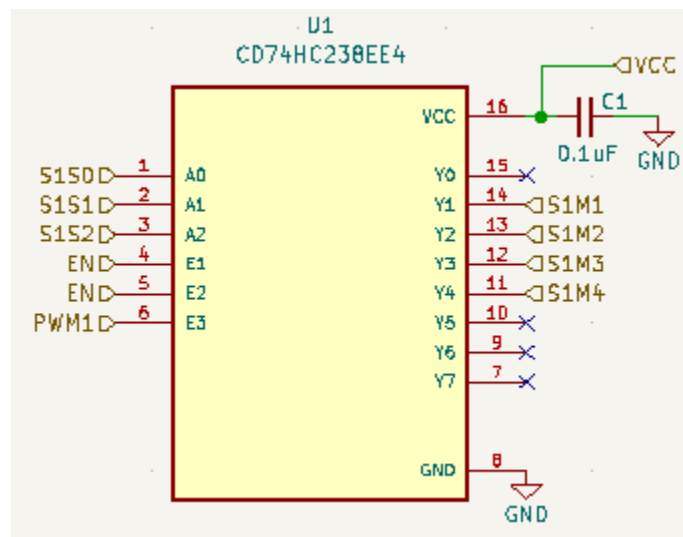 U1
CD74HC238EE4
VCC
VCC 16 C1
0.1uF GND
S1S0 1 A0 Y0 15
S1S1 2 A1 Y1 14 S1M1
S1S2 3 A2 Y2 13 S1M2
EN 4 E1 Y3 12 S1M3
EN 5 E2 Y4 11 S1M4
PWM1 6 E3 Y5 10
Y6 9
Y7 7
GND 8
GND